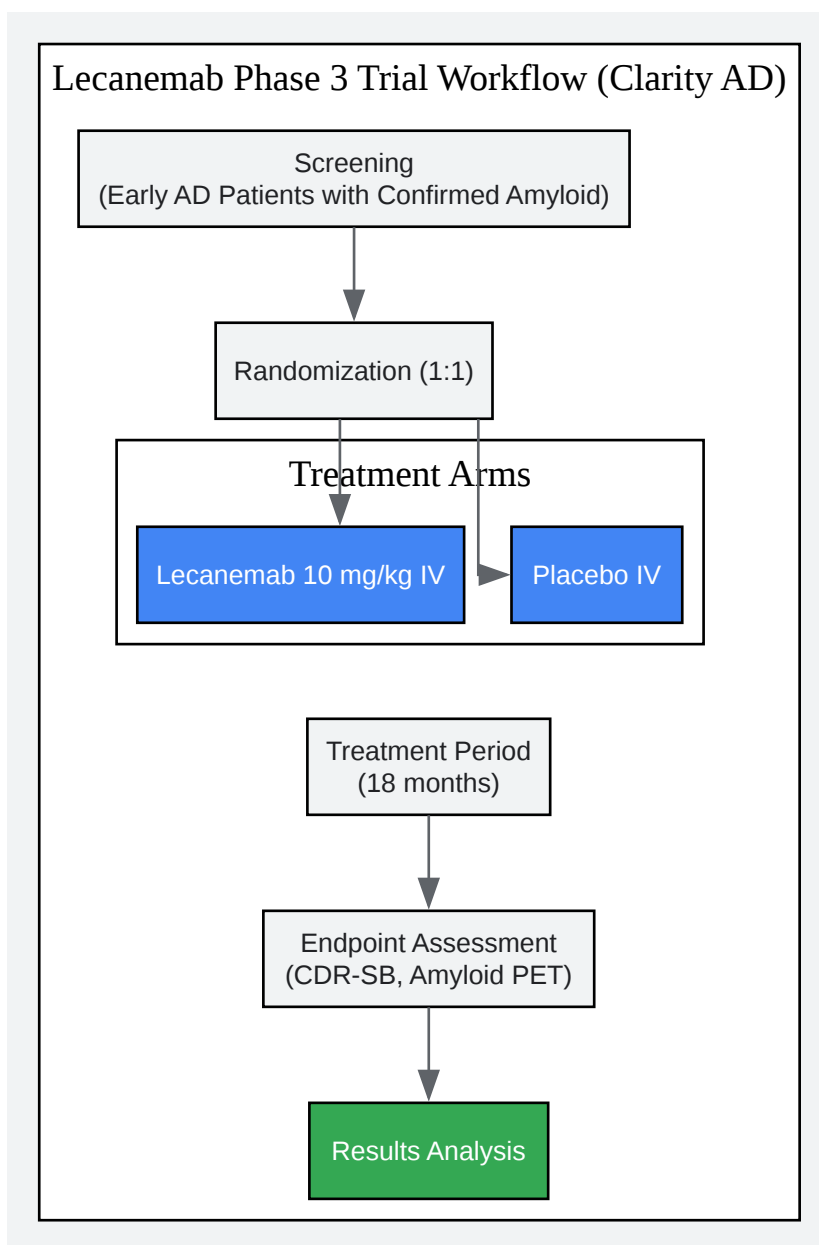 Lecanemab Phase 3 Trial Workflow (Clarity AD)
Screening
(Early AD Patients with Confirmed Amyloid)
Randomization (1:1)
Treatment Arms
Lecanemab 10 mg/kg IV
Placebo IV
Treatment Period
(18 months)
Endpoint Assessment
(CDR-SB, Amyloid PET)
Results Analysis